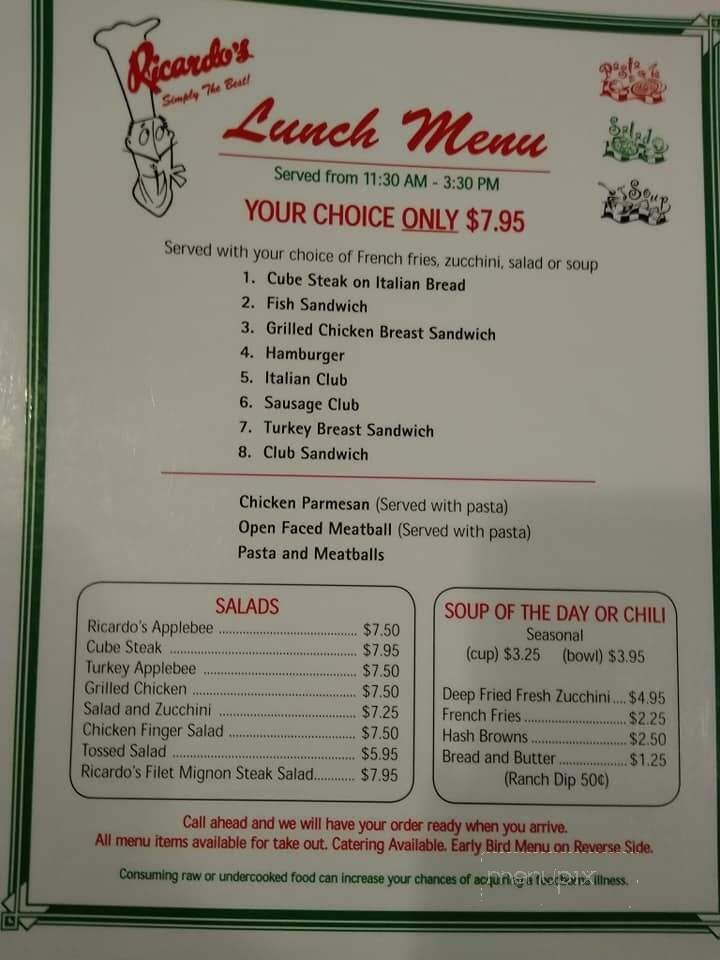 Ricardo's
Simply The Best!
Lunch Menu
Pasta
Salad
Soup
Served from 11:30 AM - 3:30 PM
YOUR CHOICE ONLY $7.95
Served with your choice of French fries, zucchini, salad or soup
1. Cube Steak on Italian Bread
2. Fish Sandwich
3. Grilled Chicken Breast Sandwich
4. Hamburger
5. Italian Club
6. Sausage Club
7. Turkey Breast Sandwich
8. Club Sandwich
Chicken Parmesan (Served with pasta)
Open Faced Meatball (Served with pasta)
Pasta and Meatballs
SALADS
Ricardo's Applebee ........ $7.50
Cube Steak ........ $7.95
Turkey Applebee ........ $7.50
Grilled Chicken ........ $7.50
Salad and Zucchini ........ $7.25
Chicken Finger Salad ........ $7.50
Tossed Salad ........ $5.95
Ricardo's Filet Mignon Steak Salad........ $7.95
SOUP OF THE DAY OR CHILI
Seasonal
(cup) $3.25 (bowl) $3.95
Deep Fried Fresh Zucchini .... $4.95
French Fries ........ $2.25
Hash Browns ........ $2.50
Bread and Butter ........ $1.25
(Ranch Dip 50¢)
Call ahead and we will have your order ready when you arrive.
All menu items available for take out. Catering Available. Early Bird Menu on Reverse Side.
Consuming raw or undercooked food can increase your chances of acquiring a foodborne illness.
menupix